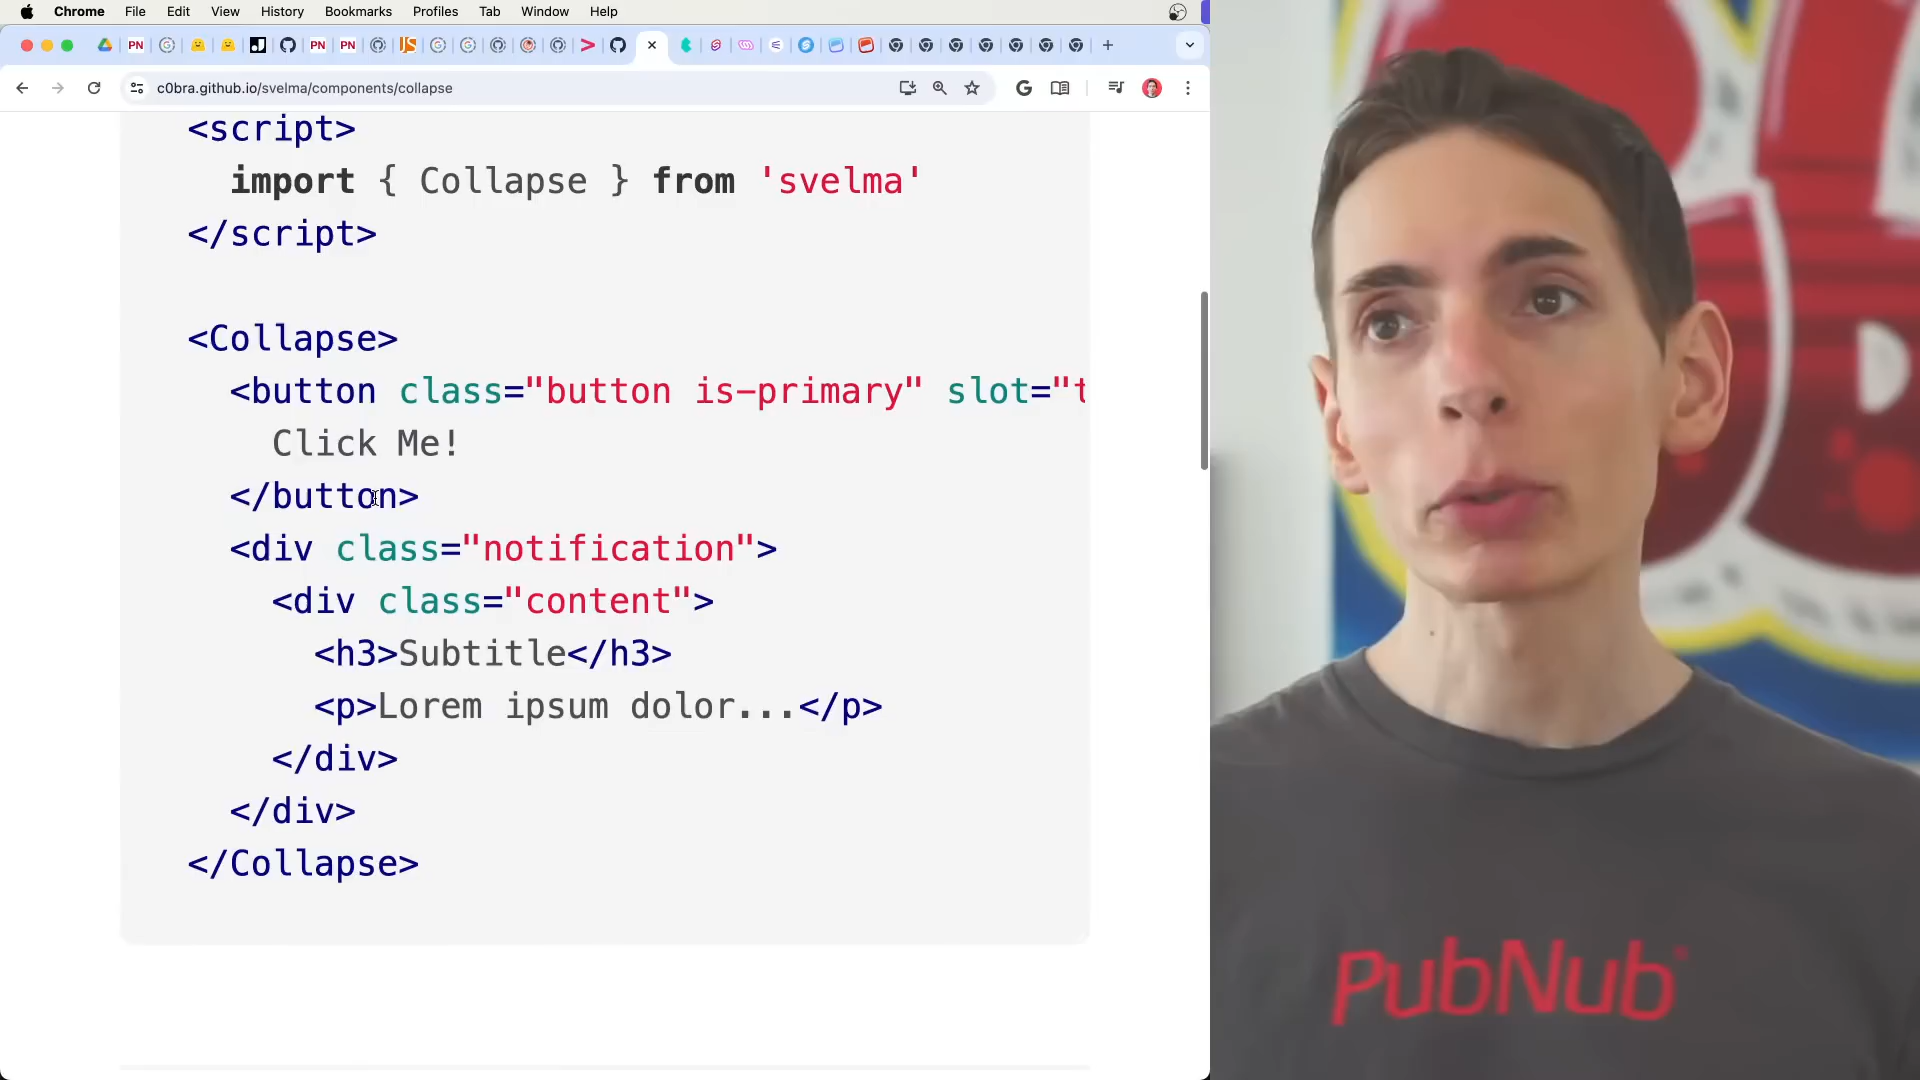 Chrome File Edit View History Bookmarks Profiles Tab Window Help
c0bra.github.io/svelma/components/collapse
<script>
import { Collapse } from 'svelma'
</script>
<Collapse>
<button class="button is-primary" slot="t
Click Me!
</button>
<div class="notification">
<div class="content">
<h3>Subtitle</h3>
<p>Lorem ipsum dolor...</p>
</div>
</div>
</Collapse>
PubNub